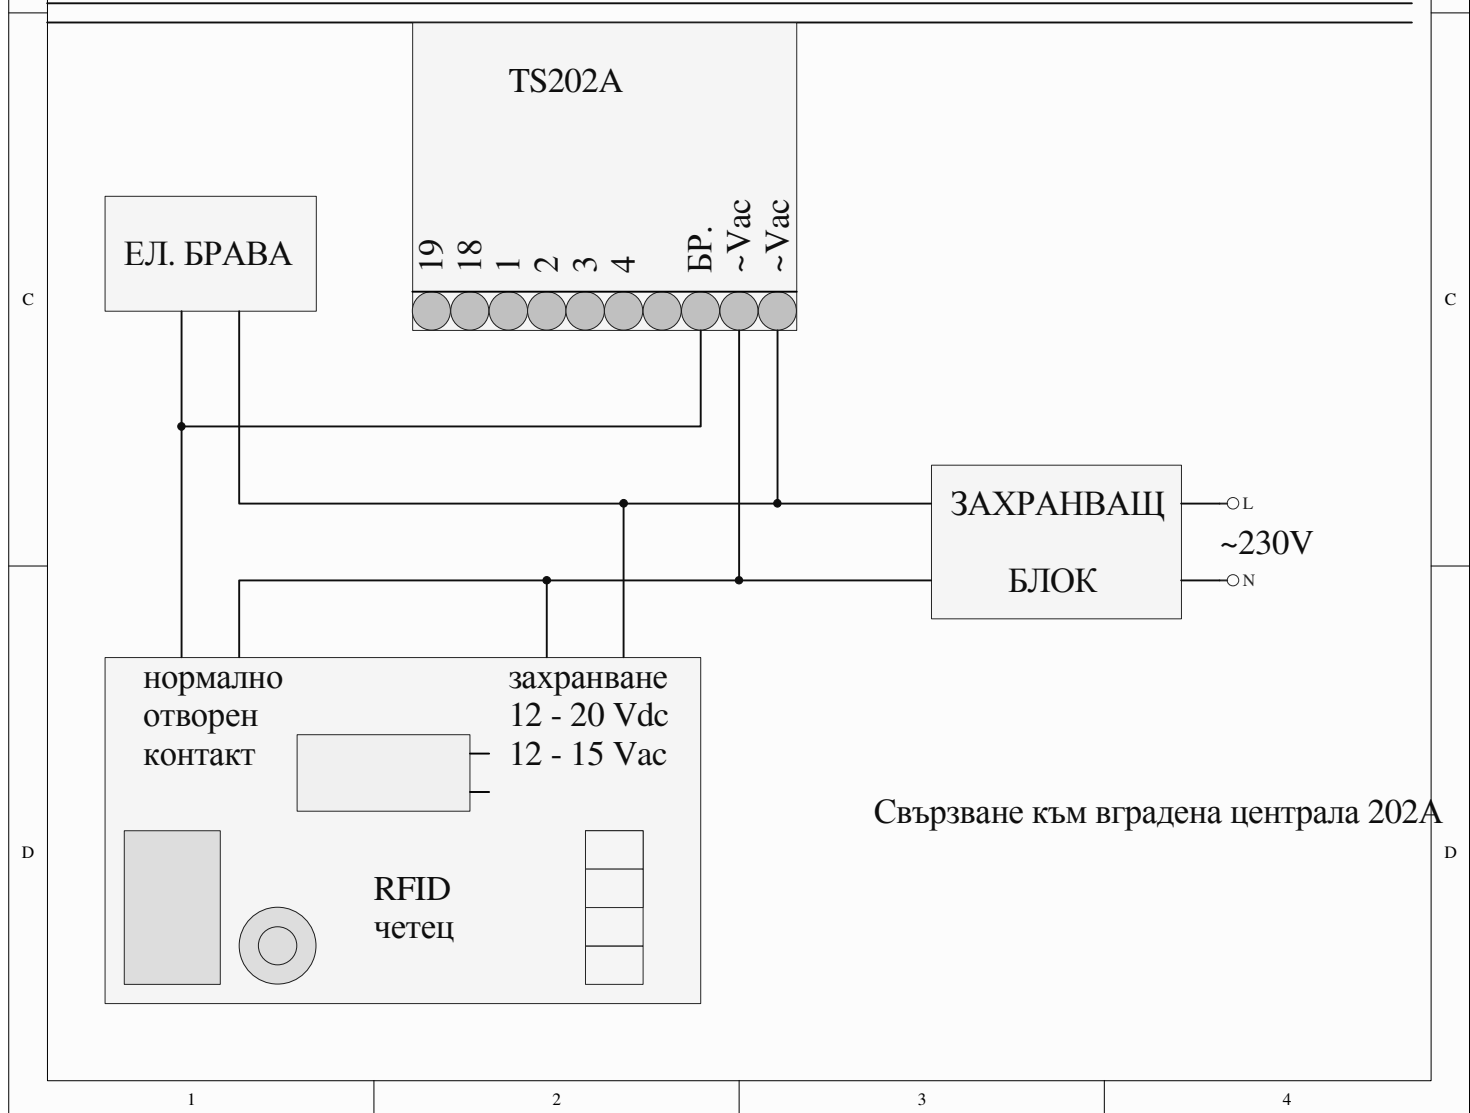 TS202A
19
18
1
2
3
4
БР.
~Vac
~Vac
ЕЛ. БРАВА
C
C
ЗАХРАНВАЩ
БЛОК
L
~230V
N
нормално
отворен
контакт
захранване
12 - 20 Vdc
12 - 15 Vac
Свързване към вградена централа 202А
D
D
RFID
четец
1
2
3
4